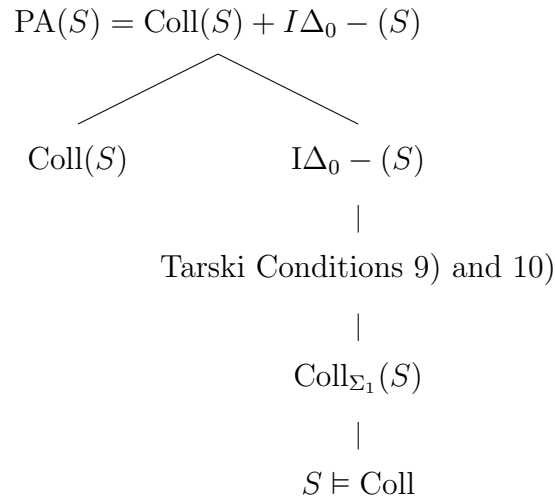 PA(S) = Coll(S) + IΔ₀ − (S)
Coll(S) IΔ₀ − (S)
Tarski Conditions 9) and 10)
Coll_Σ₁(S)
S ⊨ Coll